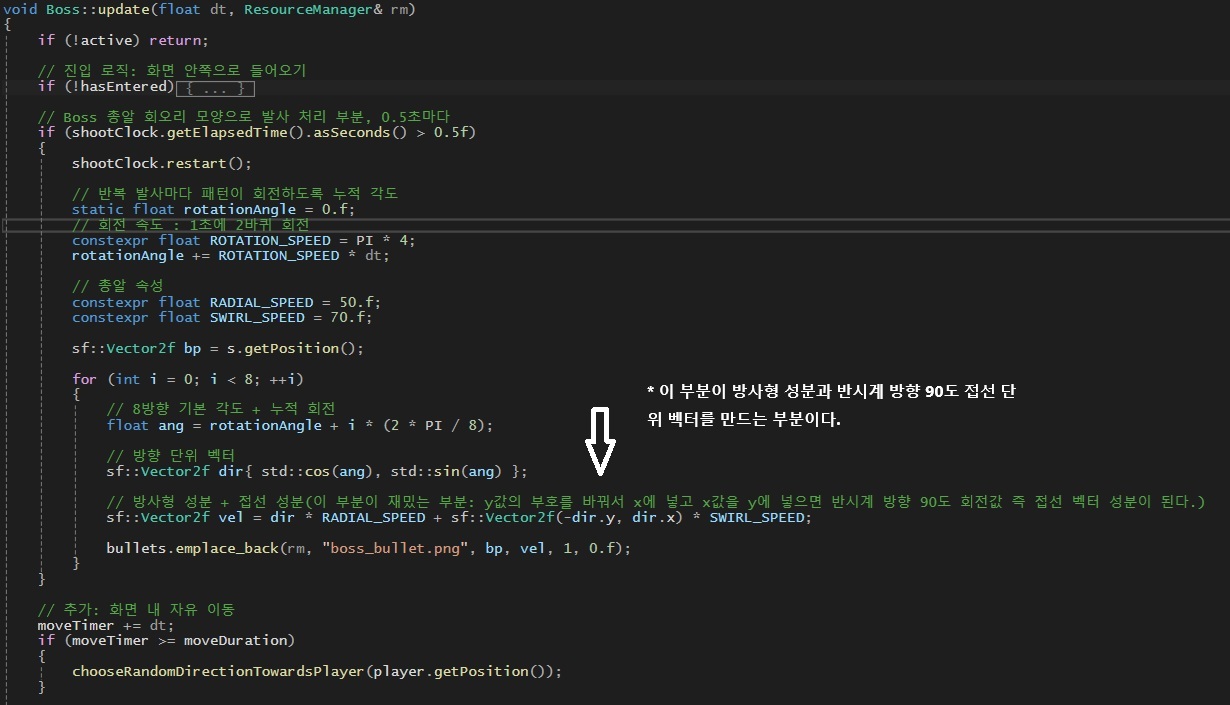 void Boss::update(float dt, ResourceManager& rm)
{
if (!active) return;
// 진입 로직: 화면 안쪽으로 들어오기
if (!hasEntered) { ... }
// Boss 총알 회오리 모양으로 발사 처리 부분, 0.5초마다
if (shootClock.getElapsedTime().asSeconds() > 0.5f)
{
shootClock.restart();
// 반복 발사마다 패턴이 회전하도록 누적 각도
static float rotationAngle = 0.f;
// 회전 속도 : 1초에 2바퀴 회전
constexpr float ROTATION_SPEED = PI * 4;
rotationAngle += ROTATION_SPEED * dt;
// 총알 속성
constexpr float RADIAL_SPEED = 50.f;
constexpr float SWIRL_SPEED = 70.f;
sf::Vector2f bp = s.getPosition();
for (int i = 0; i < 8; ++i)
{
* 이 부분이 방사형 성분과 반시계 방향 90도 접선 단
위 벡터를 만드는 부분이다.
// 8방향 기본 각도 + 누적 회전
float ang = rotationAngle + i * (2 * PI / 8);
// 방향 단위 벡터
sf::Vector2f dir{ std::cos(ang), std::sin(ang) };
// 방사형 성분 + 접선 성분(이 부분이 재밌는 부분: y값의 부호를 바꿔서 x에 넣고 x값을 y에 넣으면 반시계 방향 90도 회전값 즉 접선 벡터 성분이 된다.)
sf::Vector2f vel = dir * RADIAL_SPEED + sf::Vector2f(-dir.y, dir.x) * SWIRL_SPEED;
bullets.emplace_back(rm, "boss_bullet.png", bp, vel, 1, 0.f);
}
}
// 추가: 화면 내 자유 이동
moveTimer += dt;
if (moveTimer >= moveDuration)
{
chooseRandomDirectionTowardsPlayer(player.getPosition());
}